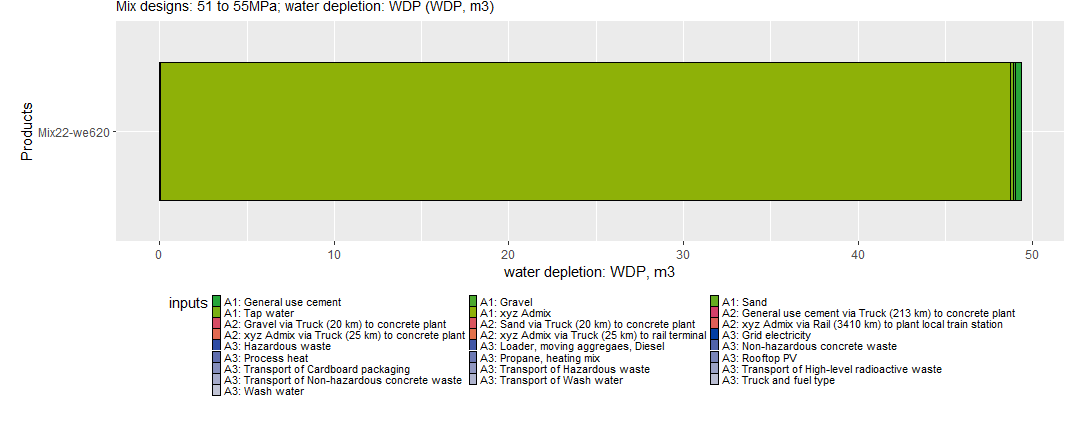 Mix designs: 51 to 55MPa; water depletion: WDP (WDP, m3)
Products
Mix22-we620
0 10 20 30 40 50
water depletion: WDP, m3
inputs
A1: General use cement A1: Gravel A1: Sand
A1: Tap water A1: xyz Admix A2: General use cement via Truck (213 km) to concrete plant
A2: Gravel via Truck (20 km) to concrete plant A2: Sand via Truck (20 km) to concrete plant A2: xyz Admix via Rail (3410 km) to plant local train station
A2: xyz Admix via Truck (25 km) to concrete plant A2: xyz Admix via Truck (25 km) to rail terminal A3: Grid electricity
A3: Hazardous waste A3: Loader, moving aggregaes, Diesel A3: Non-hazardous concrete waste
A3: Process heat A3: Propane, heating mix A3: Rooftop PV
A3: Transport of Cardboard packaging A3: Transport of Hazardous waste A3: Transport of High-level radioactive waste
A3: Transport of Non-hazardous concrete waste A3: Transport of Wash water A3: Truck and fuel type
A3: Wash water